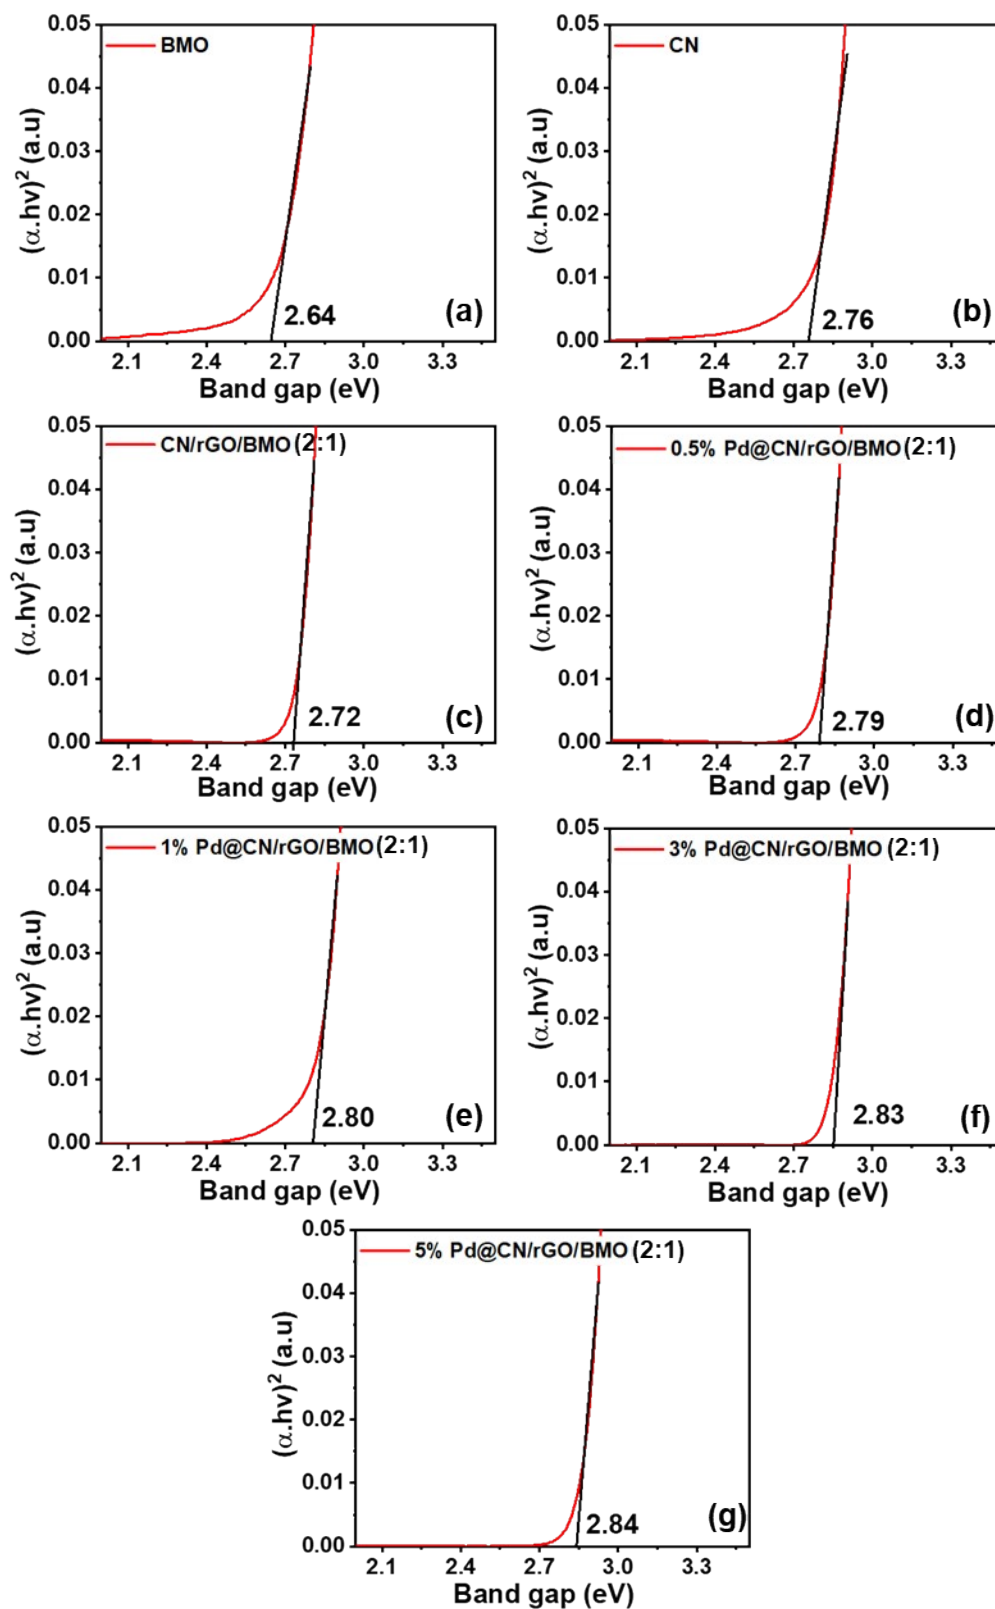 BMO
0.05
0.04
0.03
0.02
0.01
0.00
(α.hv)² (a.u)
2.64
(a)
2.1 2.4 2.7 3.0 3.3
Band gap (eV)
CN
0.05
0.04
0.03
0.02
0.01
0.00
(α.hv)² (a.u)
2.76
(b)
2.1 2.4 2.7 3.0 3.3
Band gap (eV)
CN/rGO/BMO (2:1)
0.05
0.04
0.03
0.02
0.01
0.00
(α.hv)² (a.u)
2.72
(c)
2.1 2.4 2.7 3.0 3.3
Band gap (eV)
0.5% Pd@CN/rGO/BMO (2:1)
0.05
0.04
0.03
0.02
0.01
0.00
(α.hv)² (a.u)
2.79
(d)
2.1 2.4 2.7 3.0 3.3
Band gap (eV)
1% Pd@CN/rGO/BMO (2:1)
0.05
0.04
0.03
0.02
0.01
0.00
(α.hv)² (a.u)
2.80
(e)
2.1 2.4 2.7 3.0 3.3
Band gap (eV)
3% Pd@CN/rGO/BMO (2:1)
0.05
0.04
0.03
0.02
0.01
0.00
(α.hv)² (a.u)
2.83
(f)
2.1 2.4 2.7 3.0 3.3
Band gap (eV)
5% Pd@CN/rGO/BMO (2:1)
0.05
0.04
0.03
0.02
0.01
0.00
(α.hv)² (a.u)
2.84
(g)
2.1 2.4 2.7 3.0 3.3
Band gap (eV)